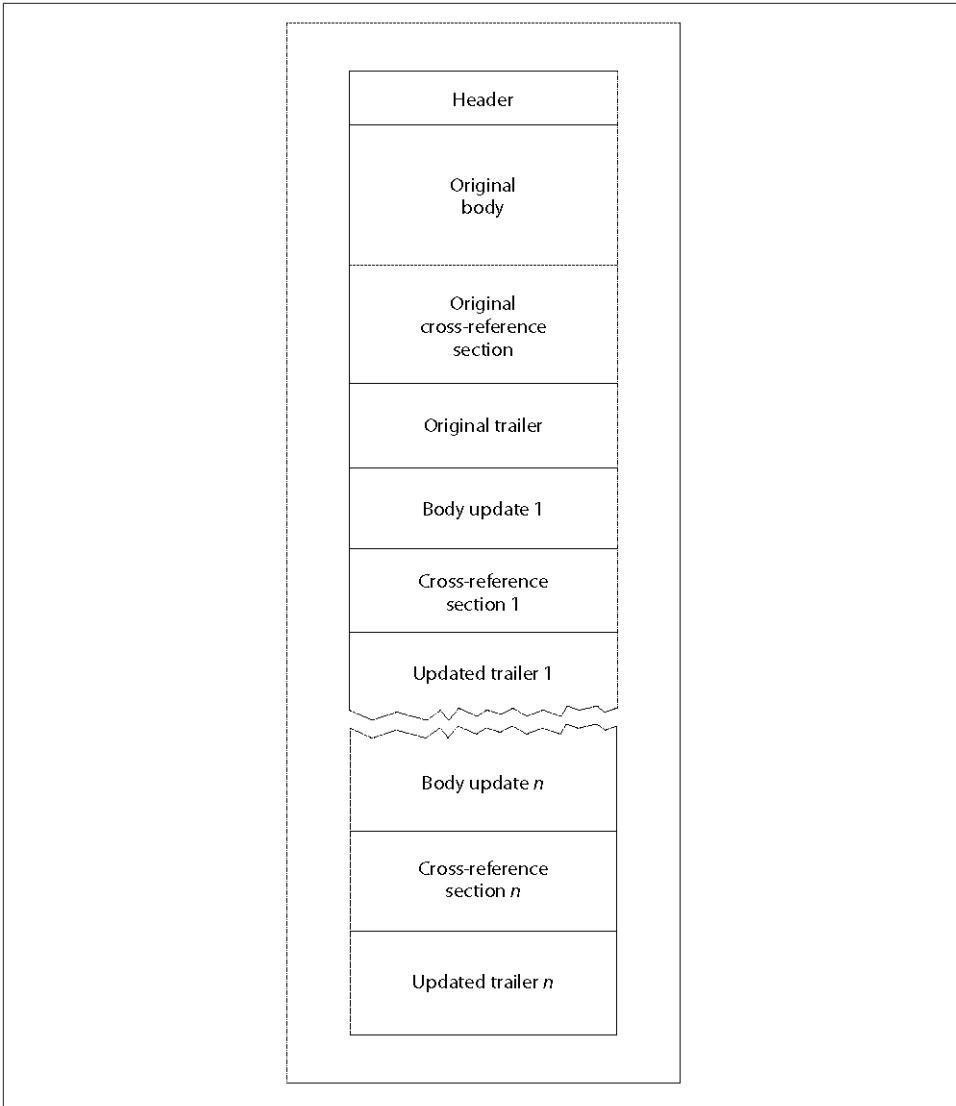 Header
Original
body
Original
cross-reference
section
Original trailer
Body update 1
Cross-reference
section 1
Updated trailer 1
Body update n
Cross-reference
section n
Updated trailer n